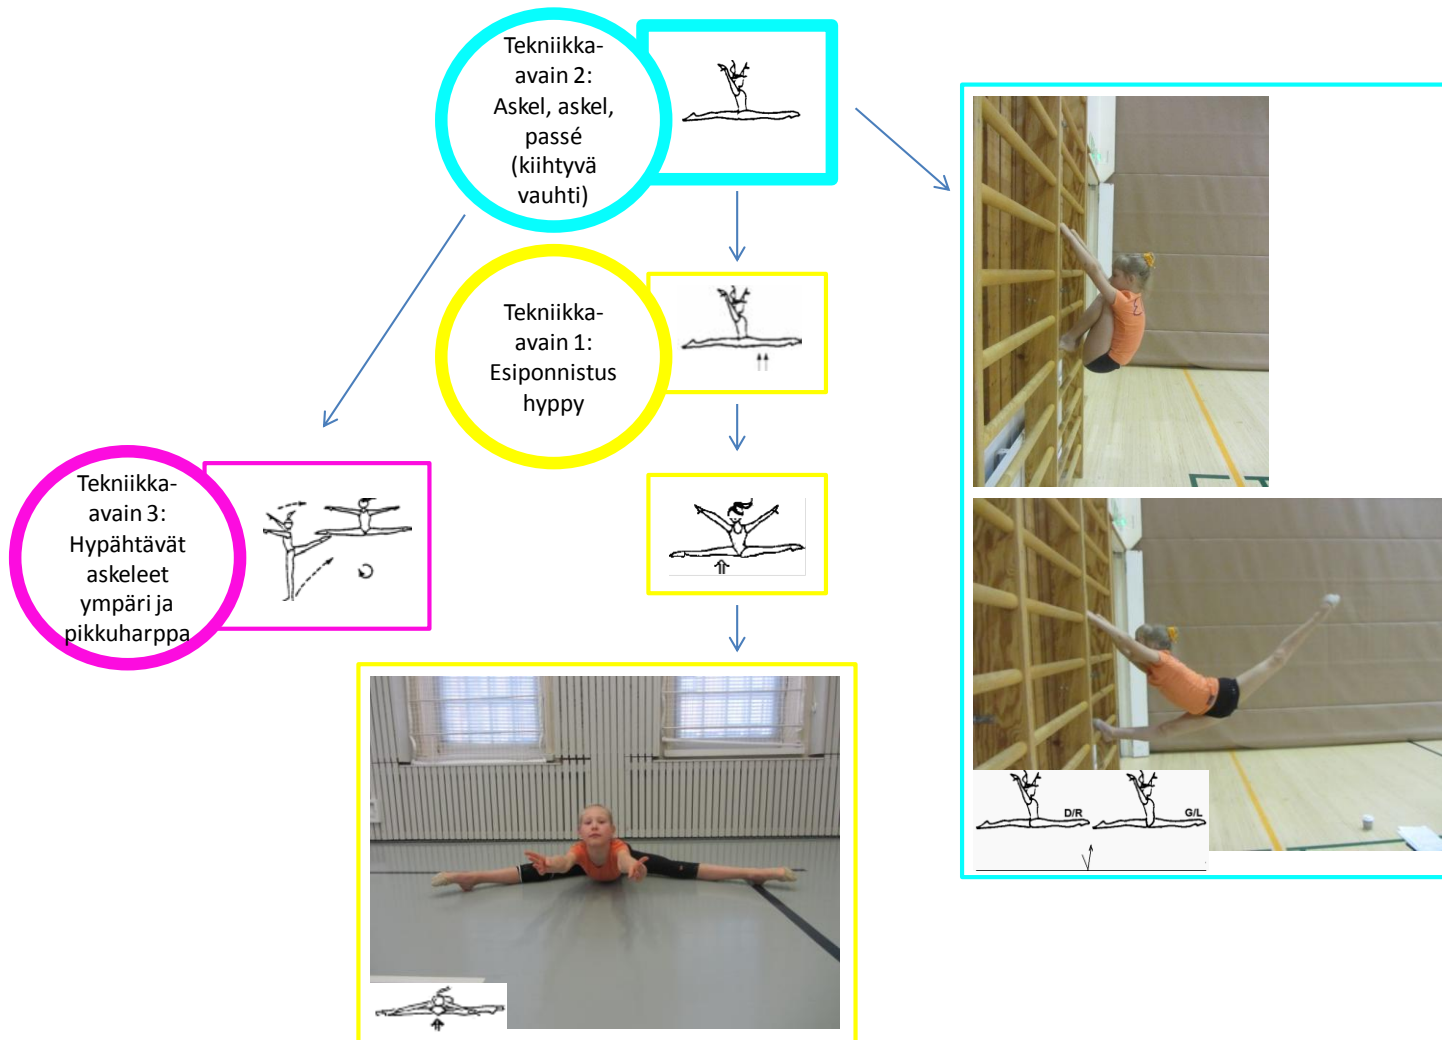 Tekniikka-
avain 2:
Askel, askel,
passé
(kiihtyvä
vauhti)
Tekniikka-
avain 1:
Esiponnistus
hyppy
Tekniikka-
avain 3:
Hypähtävät
askeleet
ympäri ja
pikkuharppa
D/R
G/L